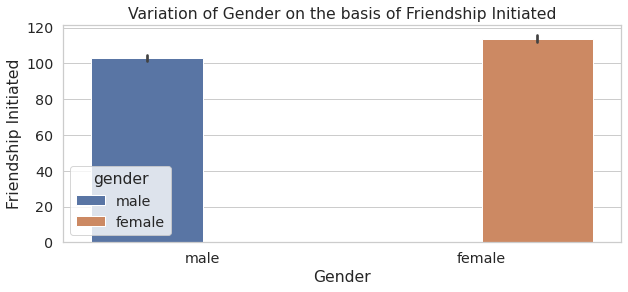 Variation of Gender on the basis of Friendship Initiated
120
100
80
60
40
20
0
Friendship Initiated
gender
male
female
male
female
Gender